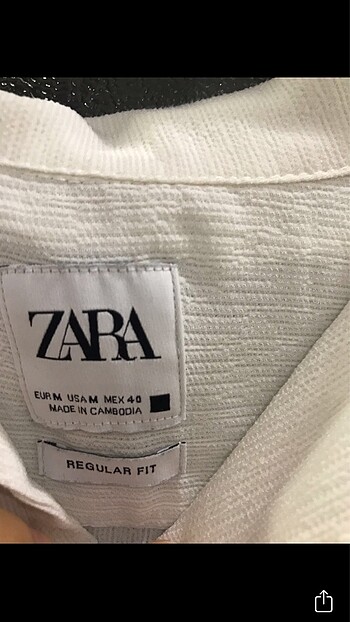 ZARA
EUR M USA M MEX 40
MADE IN CAMBODIA
REGULAR FIT